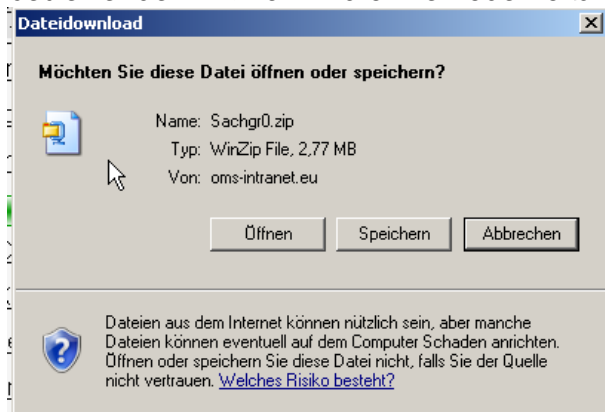 Dateidownload
Möchten Sie diese Datei öffnen oder speichern?
Name: Sachgr0.zip
Typ: WinZip File, 2,77 MB
Von: oms-intranet.eu
Öffnen Speichern Abbrechen
Dateien aus dem Internet können nützlich sein, aber manche
Dateien können eventuell auf dem Computer Schaden anrichten.
Öffnen oder speichern Sie diese Datei nicht, falls Sie der Quelle
nicht vertrauen. Welches Risiko besteht?